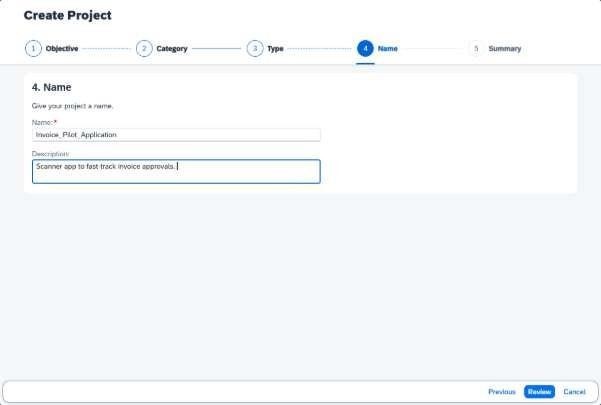 Create Project
1 Objective 2 Category 3 Type 4 Name 5 Summary
4. Name
Give your project a name.
Name:*
Invoice_Pilot_Application
Description:
Scanner app to fast-track invoice approvals.
Previous Review Cancel